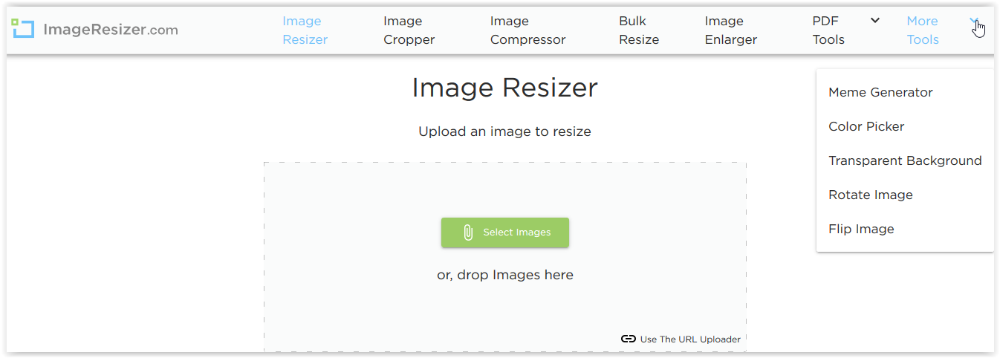 ImageResizer.com
Image Resizer
Image Cropper
Image Compressor
Bulk Resize
Image Enlarger
PDF Tools
More Tools
Image Resizer
Upload an image to resize
Select Images
or, drop Images here
Use The URL Uploader
Meme Generator
Color Picker
Transparent Background
Rotate Image
Flip Image